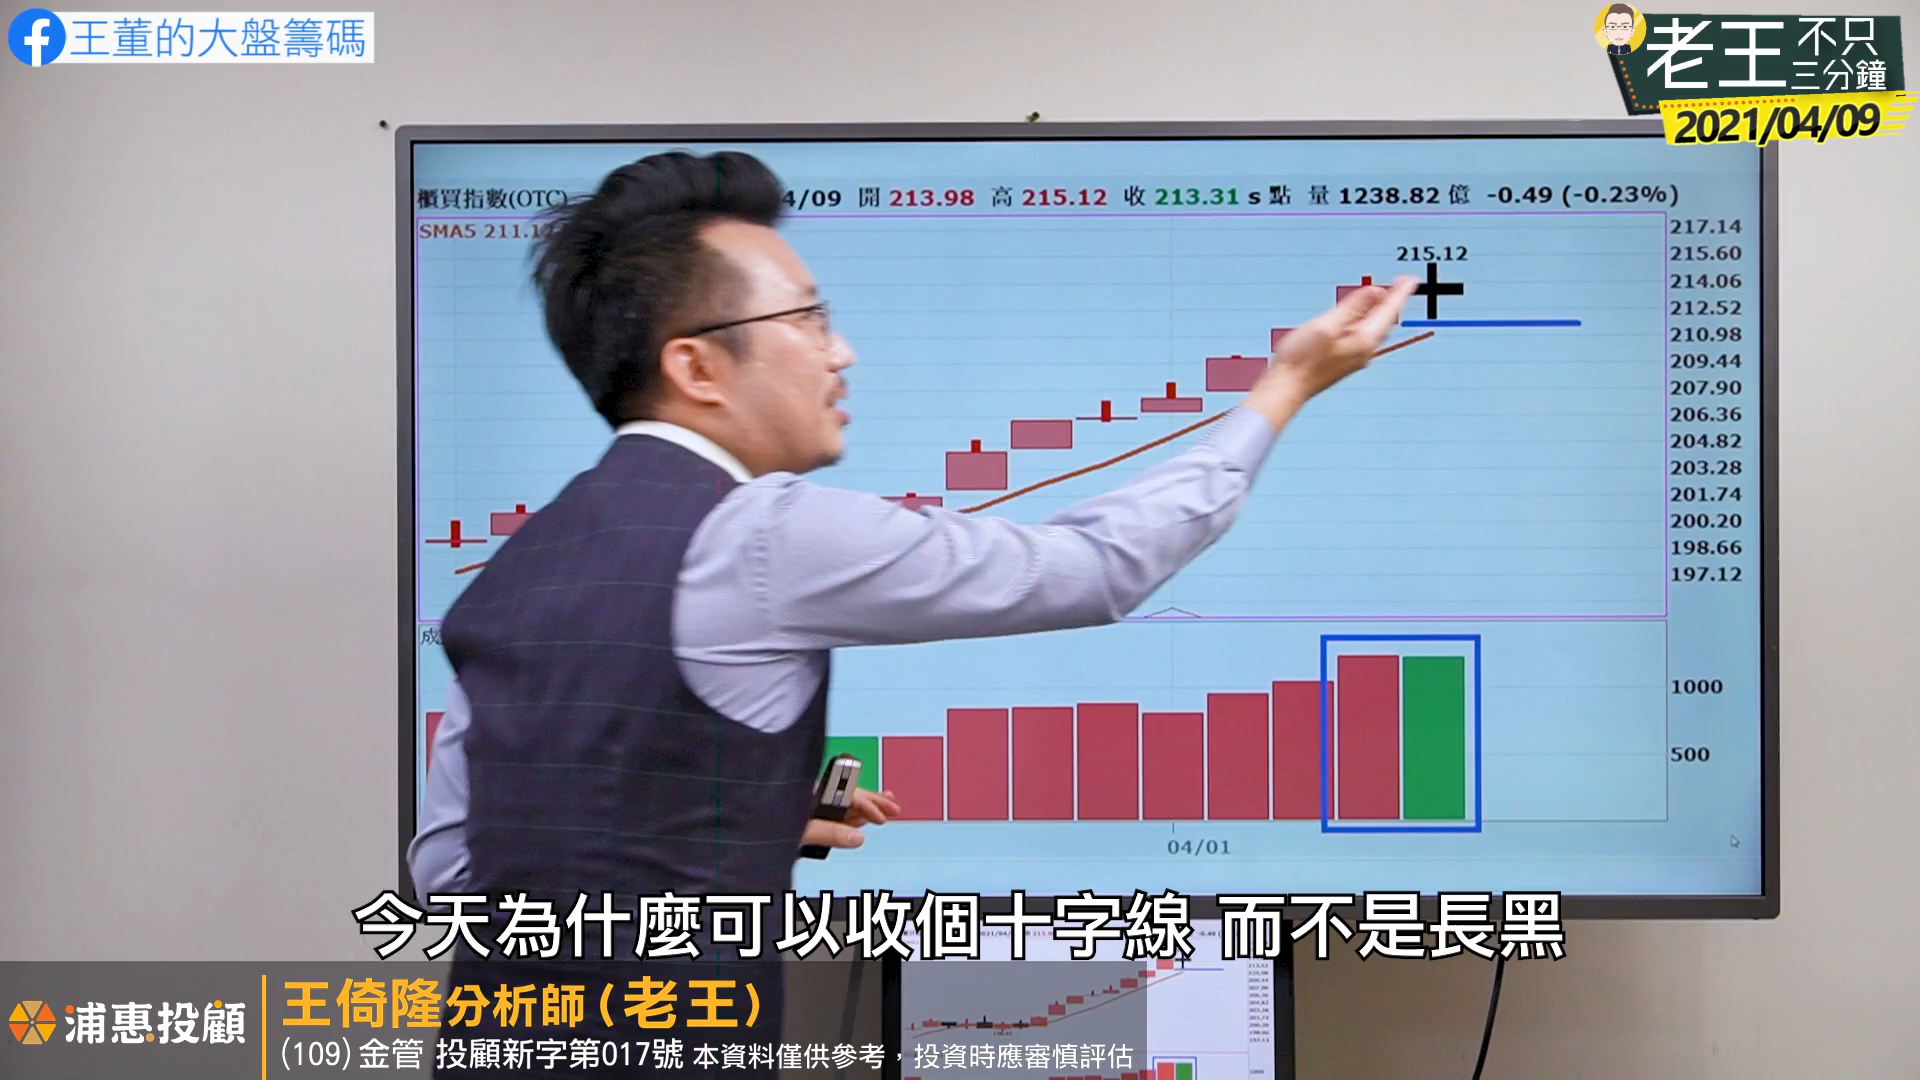 王董的大盤籌碼
老王不只三分鐘
2021/04/09
櫃買指數(OTC) 4/09 開 213.98 高 215.12 收 213.31 s 點 量 1238.82 億 -0.49 (-0.23%)
SMA5 211.1
215.12
217.14
215.60
214.06
212.52
210.98
209.44
207.90
206.36
204.82
203.28
201.74
200.20
198.66
197.12
成
1000
500
04/01
今天為什麼可以收個十字線 而不是長黑
浦惠投顧
王倚隆分析師(老王)
(109)金管 投顧新字第017號 本資料僅供參考，投資時應審慎評估